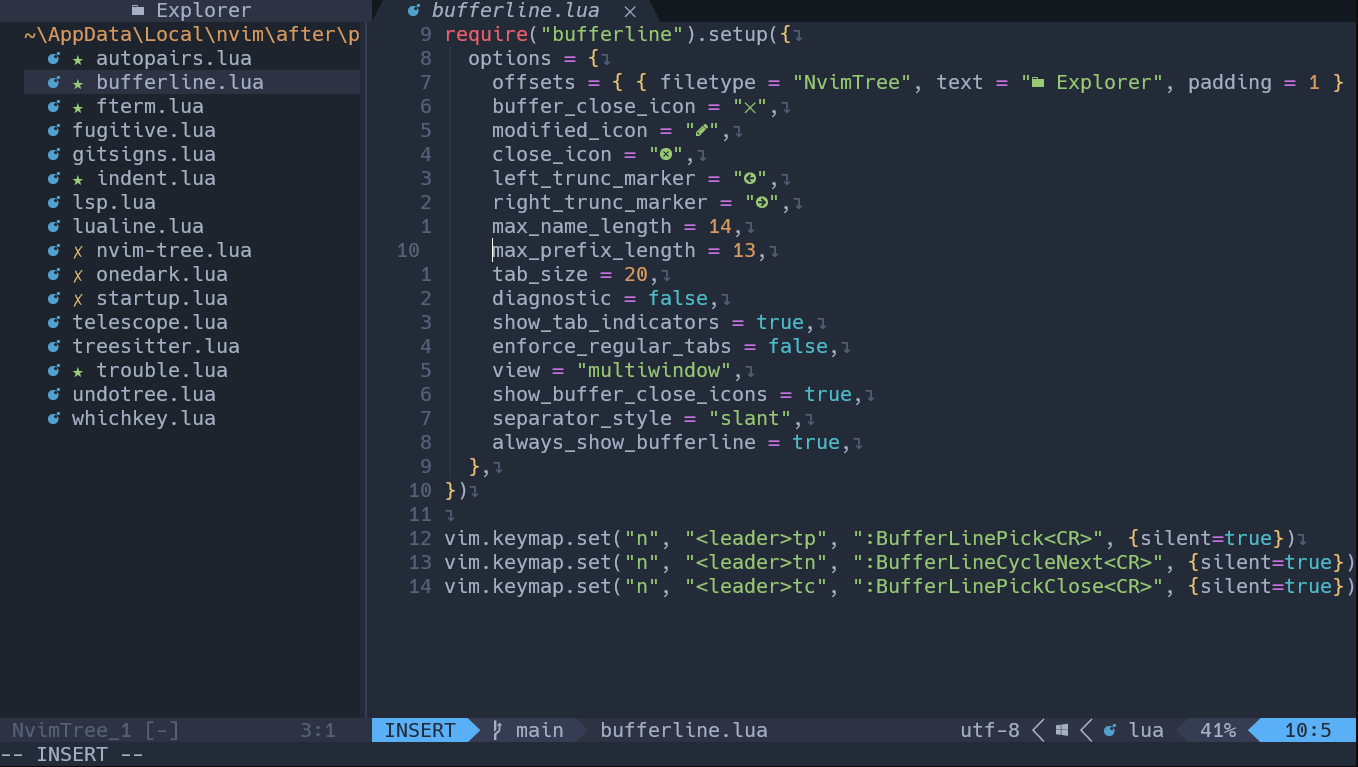 Explorer
~\AppData\Local\nvim\after\p
★ autopairs.lua
★ bufferline.lua
★ fterm.lua
fugitive.lua
gitsigns.lua
★ indent.lua
lsp.lua
lualine.lua
✗ nvim-tree.lua
✗ onedark.lua
✗ startup.lua
telescope.lua
treesitter.lua
★ trouble.lua
undotree.lua
whichkey.lua
NvimTree_1 [-] 3:1
bufferline.lua ×
9 require("bufferline").setup({
8 options = {
7 offsets = { { filetype = "NvimTree", text = " Explorer", padding = 1 }
6 buffer_close_icon = "×",
5 modified_icon = "",
4 close_icon = "",
3 left_trunc_marker = "",
2 right_trunc_marker = "",
1 max_name_length = 14,
10 max_prefix_length = 13,
1 tab_size = 20,
2 diagnostic = false,
3 show_tab_indicators = true,
4 enforce_regular_tabs = false,
5 view = "multiwindow",
6 show_buffer_close_icons = true,
7 separator_style = "slant",
8 always_show_bufferline = true,
9 },
10 })
11
12 vim.keymap.set("n", "<leader>tp", ":BufferLinePick<CR>", {silent=true})
13 vim.keymap.set("n", "<leader>tn", ":BufferLineCycleNext<CR>", {silent=true})
14 vim.keymap.set("n", "<leader>tc", ":BufferLinePickClose<CR>", {silent=true})
INSERT main bufferline.lua utf-8 lua 41% 10:5
-- INSERT --